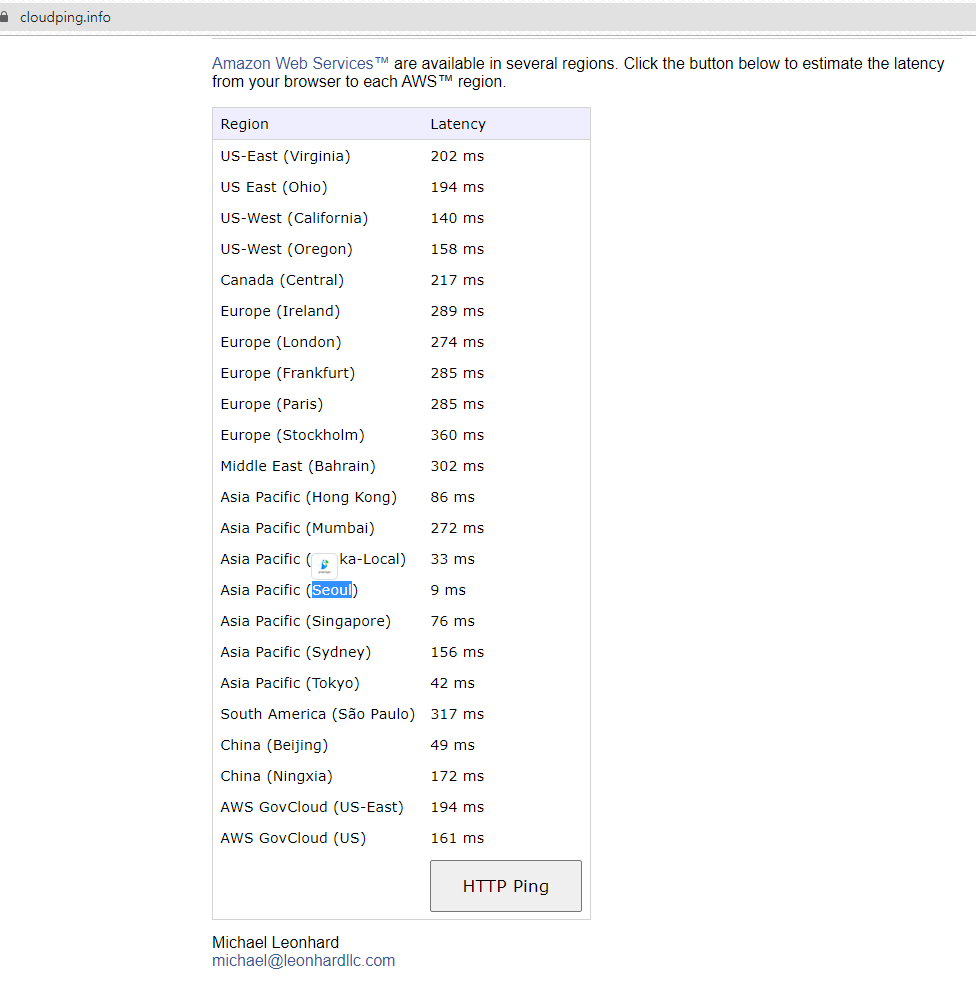 cloudping.info
Amazon Web Services™ are available in several regions. Click the button below to estimate the latency
from your browser to each AWS™ region.
Region Latency
US-East (Virginia) 202 ms
US East (Ohio) 194 ms
US-West (California) 140 ms
US-West (Oregon) 158 ms
Canada (Central) 217 ms
Europe (Ireland) 289 ms
Europe (London) 274 ms
Europe (Frankfurt) 285 ms
Europe (Paris) 285 ms
Europe (Stockholm) 360 ms
Middle East (Bahrain) 302 ms
Asia Pacific (Hong Kong) 86 ms
Asia Pacific (Mumbai) 272 ms
Asia Pacific ( ka-Local) 33 ms
Asia Pacific (Seoul) 9 ms
Asia Pacific (Singapore) 76 ms
Asia Pacific (Sydney) 156 ms
Asia Pacific (Tokyo) 42 ms
South America (São Paulo) 317 ms
China (Beijing) 49 ms
China (Ningxia) 172 ms
AWS GovCloud (US-East) 194 ms
AWS GovCloud (US) 161 ms
HTTP Ping
Michael Leonhard
michael@leonhardllc.com